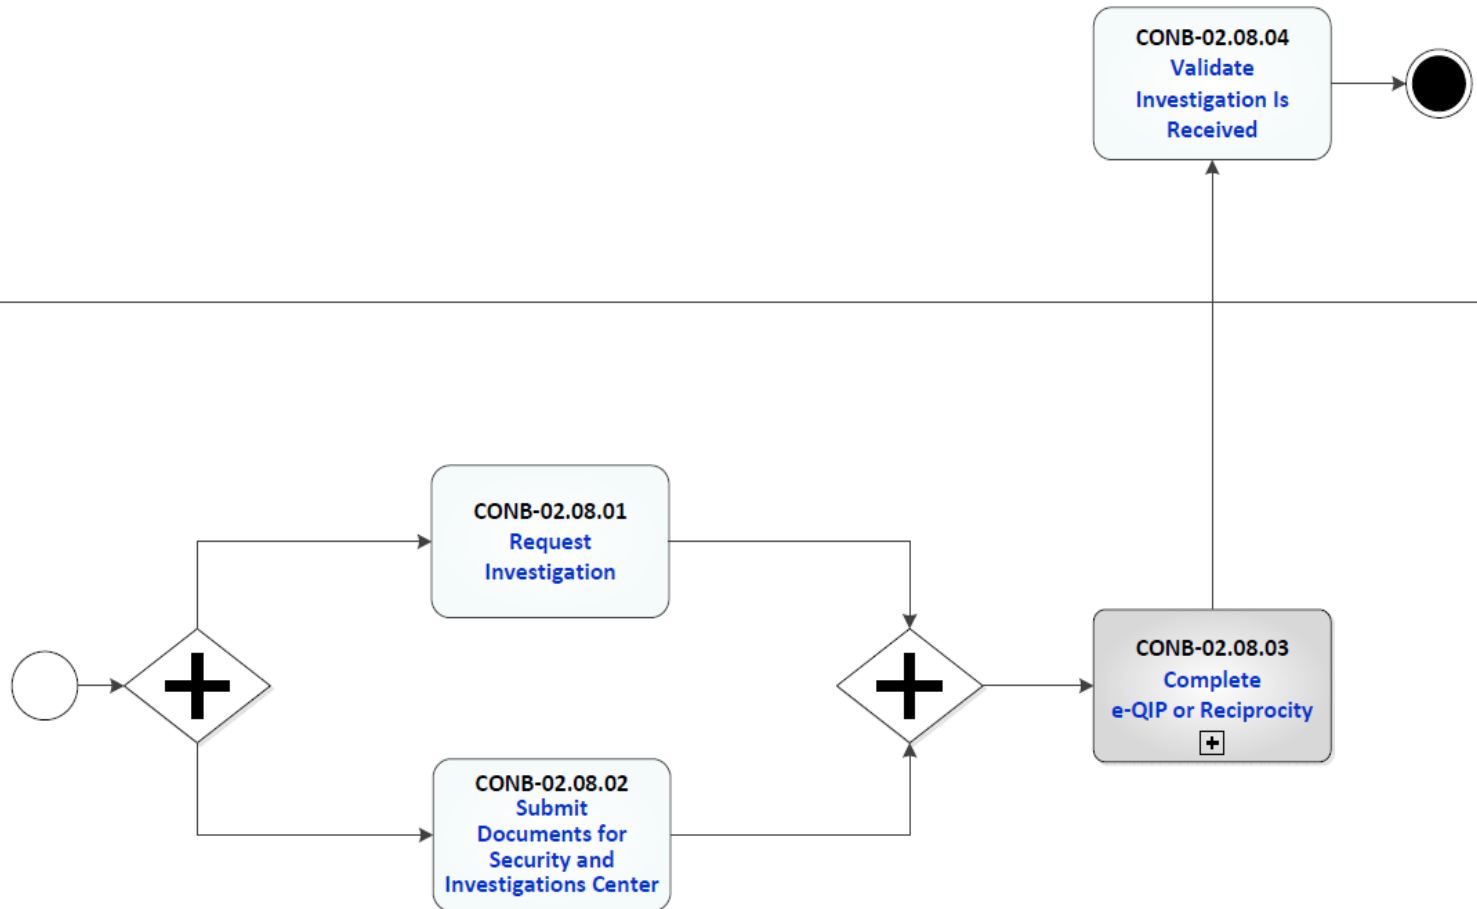 CONB-02.08.04
Validate
Investigation Is
Received
CONB-02.08.01
Request
Investigation
CONB-02.08.03
Complete
e-QIP or Reciprocity
CONB-02.08.02
Submit
Documents for
Security and
Investigations Center